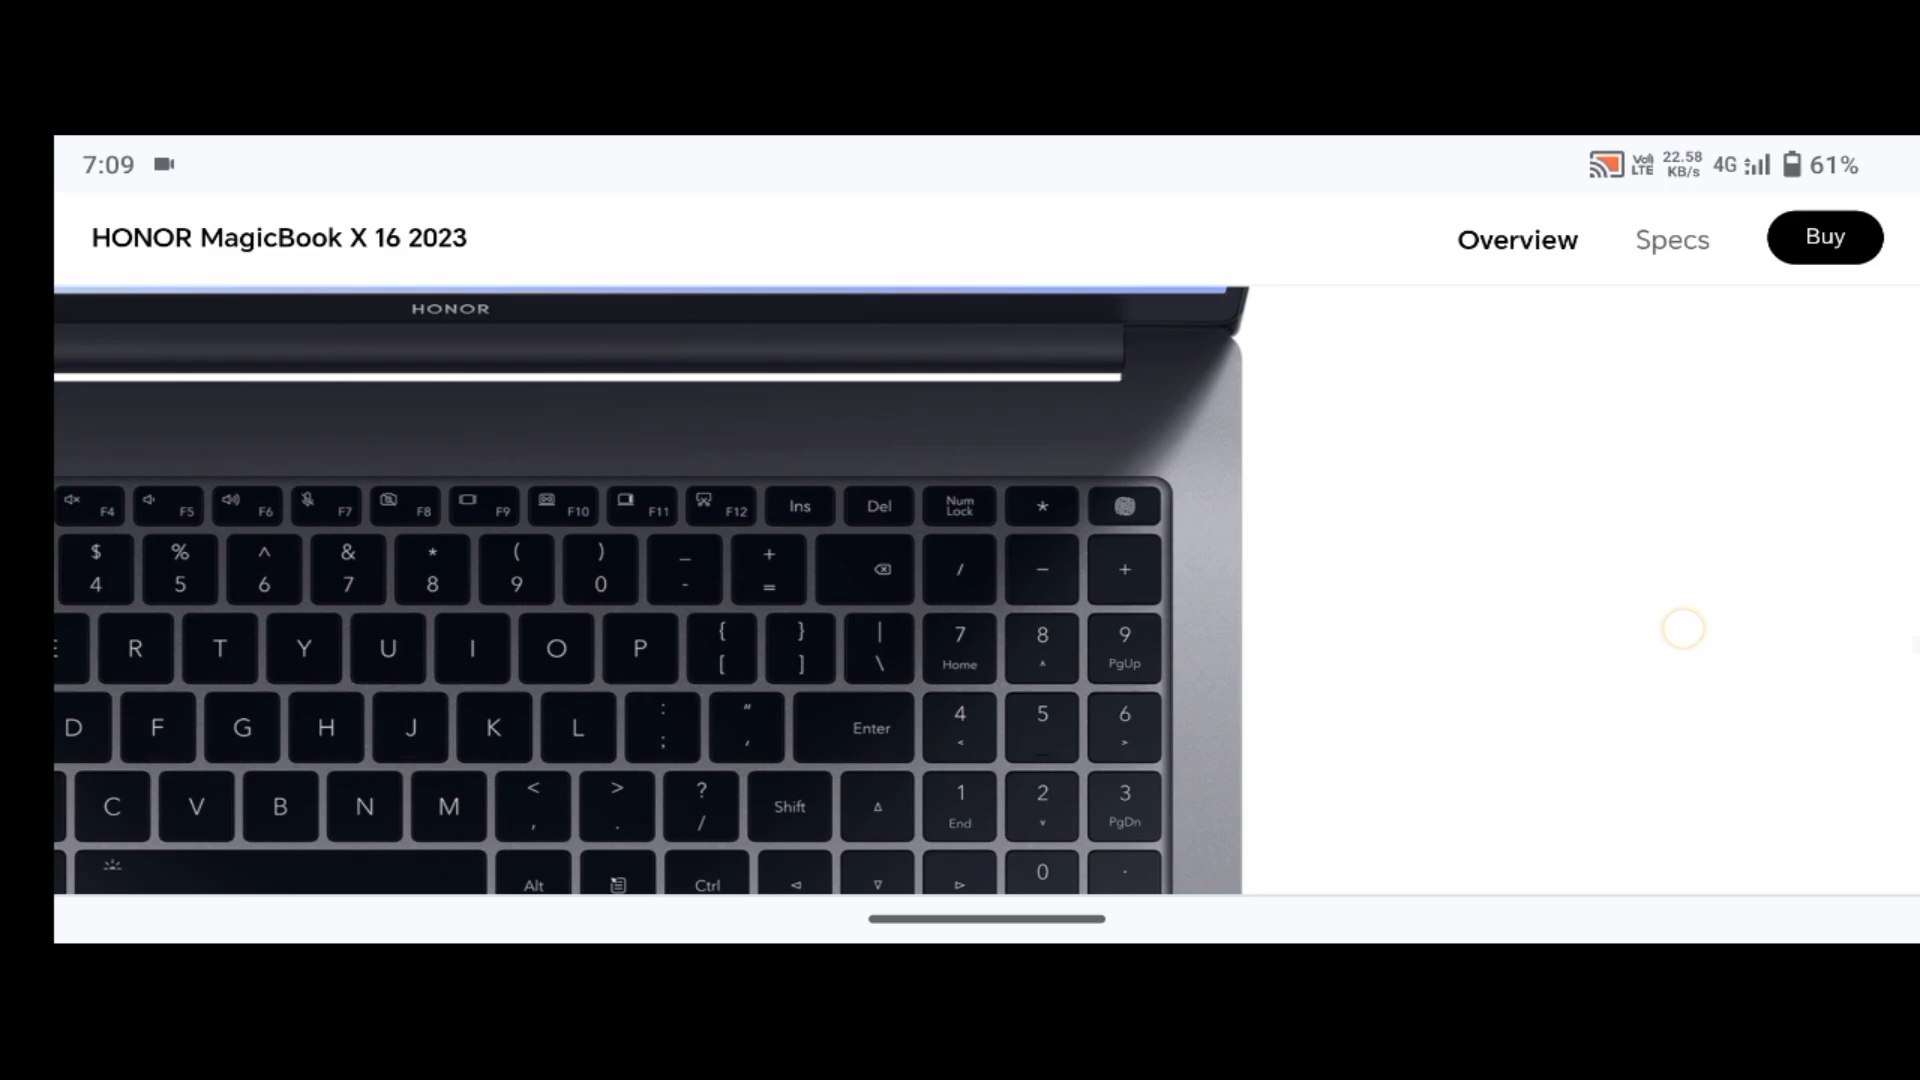 7:09 Vo)) LTE 22.58 KB/s 4G 61%
HONOR MagicBook X 16 2023 Overview Specs Buy
HONOR
F4 F5 F6 F7 F8 F9 F10 F11 F12 Ins Del Num Lock *
$ 4 % 5 ^ 6 & 7 * 8 ( 9 ) 0 _ - + = / − +
R T Y U I O P { [ } ] | \ 7 Home 8 ^ 9 PgUp
D F G H J K L : ; " ' Enter 4 < 5 6 >
C V B N M < , > . ? / Shift 1 End 2 3 PgDn
Alt Ctrl 0 .